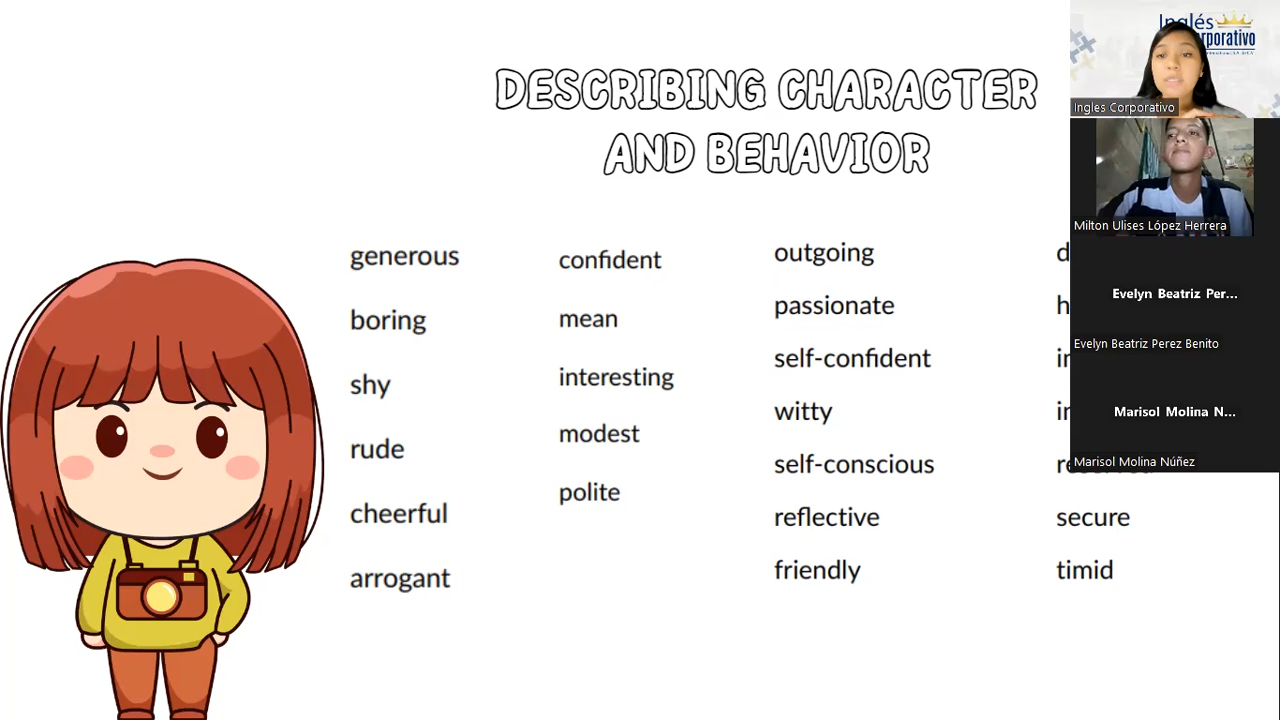 DESCRIBING CHARACTER
AND BEHAVIOR
generous
boring
shy
rude
cheerful
arrogant
confident
mean
interesting
modest
polite
outgoing
passionate
self-confident
witty
self-conscious
reflective
friendly
secure
timid
Inglés
Ingles Corporativo
Milton Ulises López Herrera
Evelyn Beatriz Per...
Evelyn Beatriz Perez Benito
Marisol Molina N...
Marisol Molina Núñez